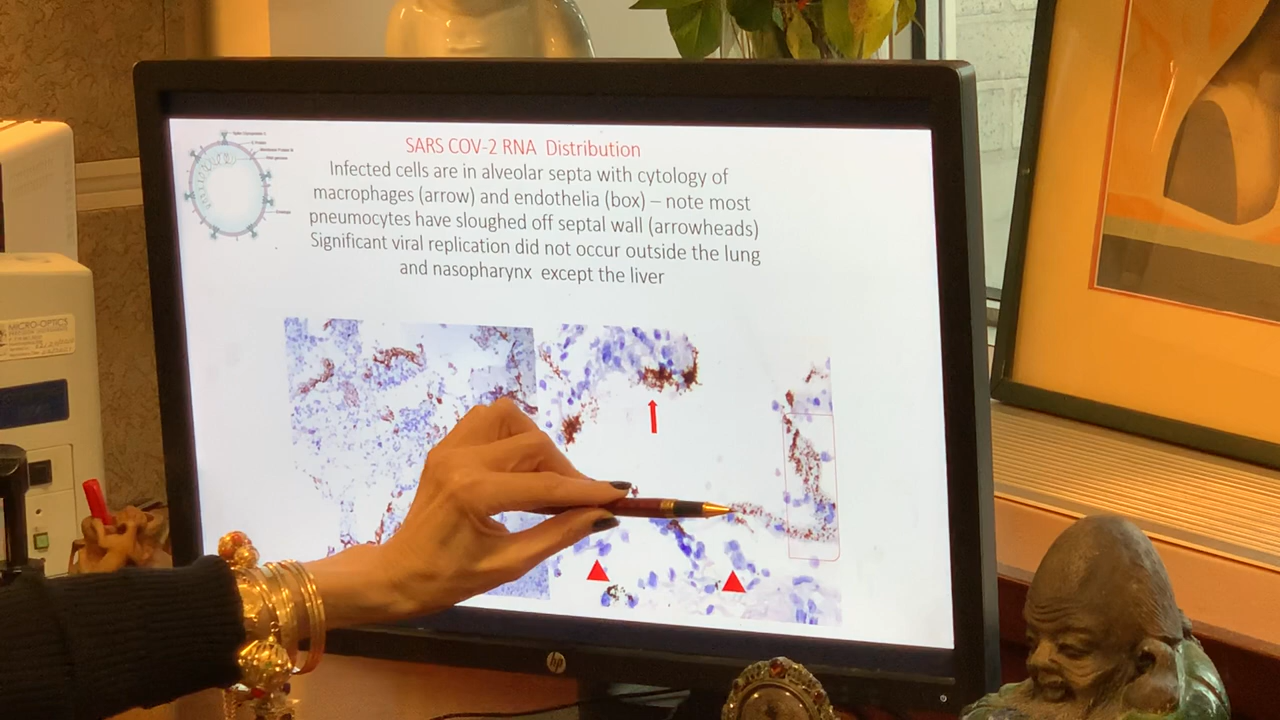 SARS COV-2 RNA Distribution
Infected cells are in alveolar septa with cytology of
macrophages (arrow) and endothelia (box) – note most
pneumocytes have sloughed off septal wall (arrowheads)
Significant viral replication did not occur outside the lung
and nasopharynx except the liver
MICRO-OPTICS
hp